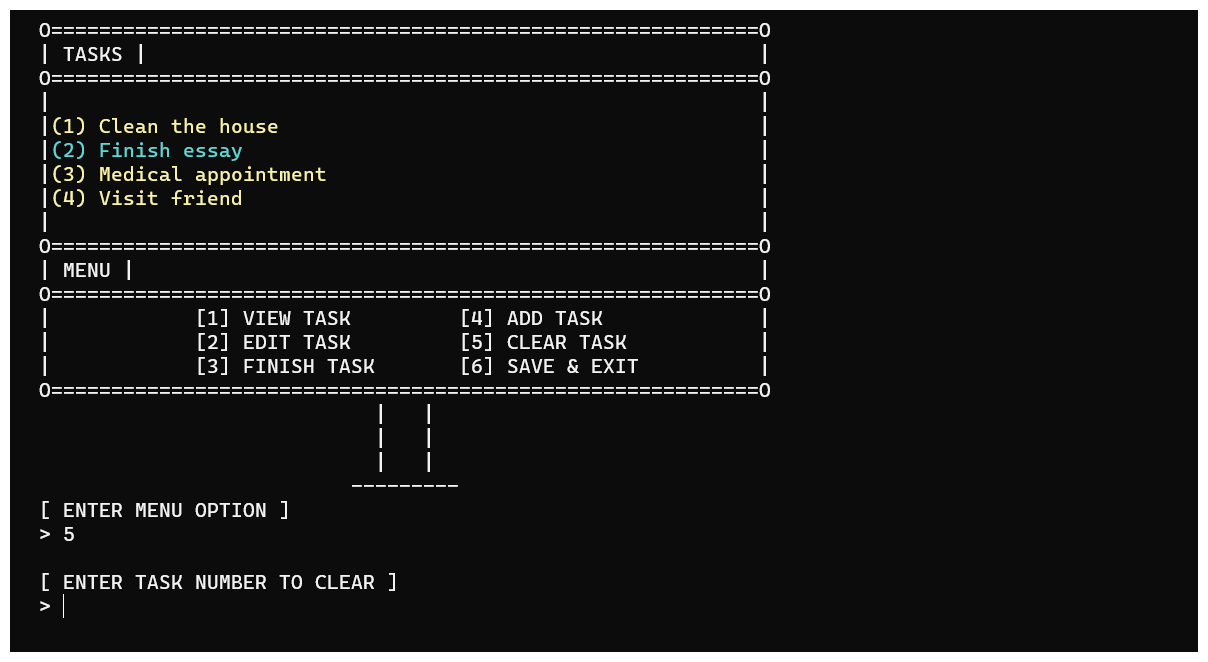 O===========================================================O
| TASKS |                                                   |
O===========================================================O
|                                                           |
|(1) Clean the house                                        |
|(2) Finish essay                                           |
|(3) Medical appointment                                    |
|(4) Visit friend                                           |
|                                                           |
O===========================================================O
| MENU |                                                    |
O===========================================================O
|            [1] VIEW TASK         [4] ADD TASK             |
|            [2] EDIT TASK         [5] CLEAR TASK           |
|            [3] FINISH TASK       [6] SAVE & EXIT          |
O===========================================================O
                            |   |
                            |   |
                            |   |
                          ---------
[ ENTER MENU OPTION ]
> 5

[ ENTER TASK NUMBER TO CLEAR ]
>